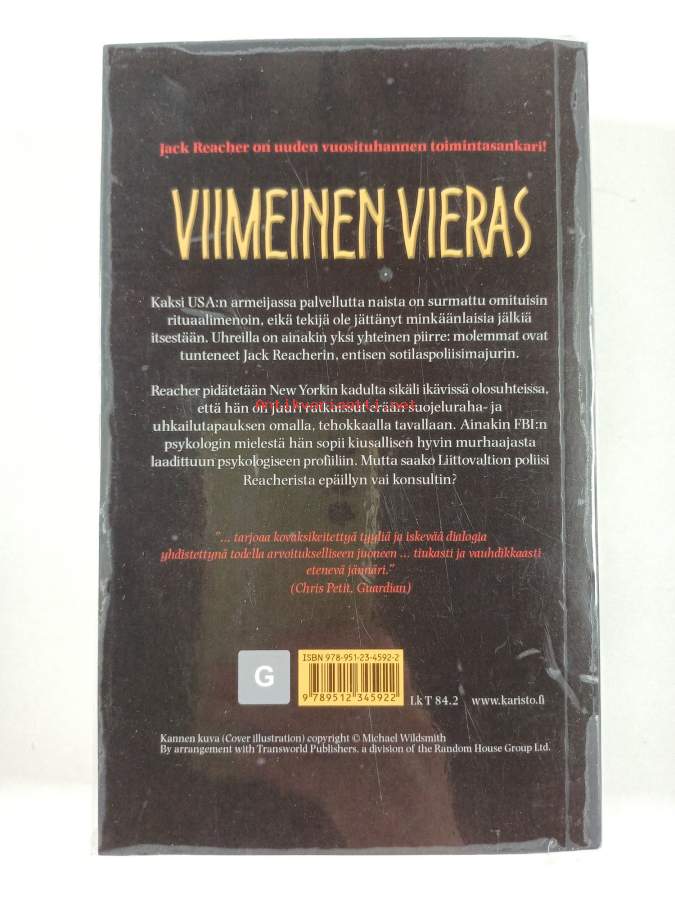 Jack Reacher on uuden vuosituhannen toimintasankari!
VIIMEINEN VIERAS
Kaksi USA:n armeijassa palvellutta naista on surmattu omituisin
rituaalimenoin, eikä tekijä ole jättänyt minkäänlaisia jälkiä
itsestään. Uhreilla on ainakin yksi yhteinen piirre: molemmat ovat
tunteneet Jack Reacherin, entisen sotilaspoliisimajurin.
Reacher pidätetään New Yorkin kadulta sikäli ikävissä olosuhteissa,
Antikvariaatti.net
että hän on juuri ratkaissut erään suojeluraha- ja
uhkailutapauksen omalla, tehokkaalla tavallaan. Ainakin FBI:n
psykologin mielestä hän sopii kiusallisen hyvin murhaajasta
laadittuun psykologiseen profiiliin. Mutta saako Liittovaltion poliisi
Reacherista epäillyn vai konsultin?
"... tarjoaa kovaksikeitettyä tyyliä ja iskevää dialogia
yhdistettynä todella arvoitukselliseen juoneen ... tiukasti ja vauhdikkaasti
etenevä jännäri."
(Chris Petit, Guardian)
G
ISBN 978-951-23-4592-2
9 789512 345922
Lk T 84.2 www.karisto.fi
Kannen kuva (Cover illustration) copyright © Michael Wildsmith
By arrangement with Transworld Publishers, a division of the Random House Group Ltd.